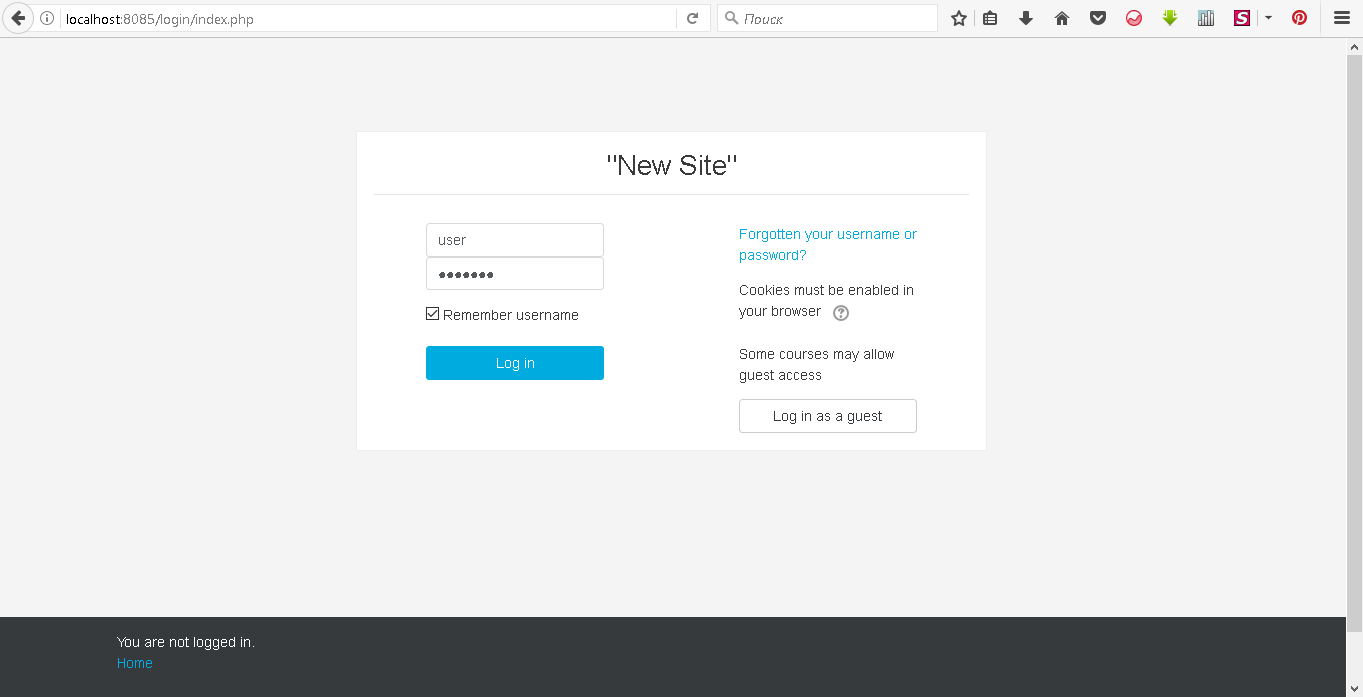 localhost:8085/login/index.php
Поиск
"New Site"
user
Remember username
Log in
Forgotten your username or
password?
Cookies must be enabled in
your browser
Some courses may allow
guest access
Log in as a guest
You are not logged in.
Home